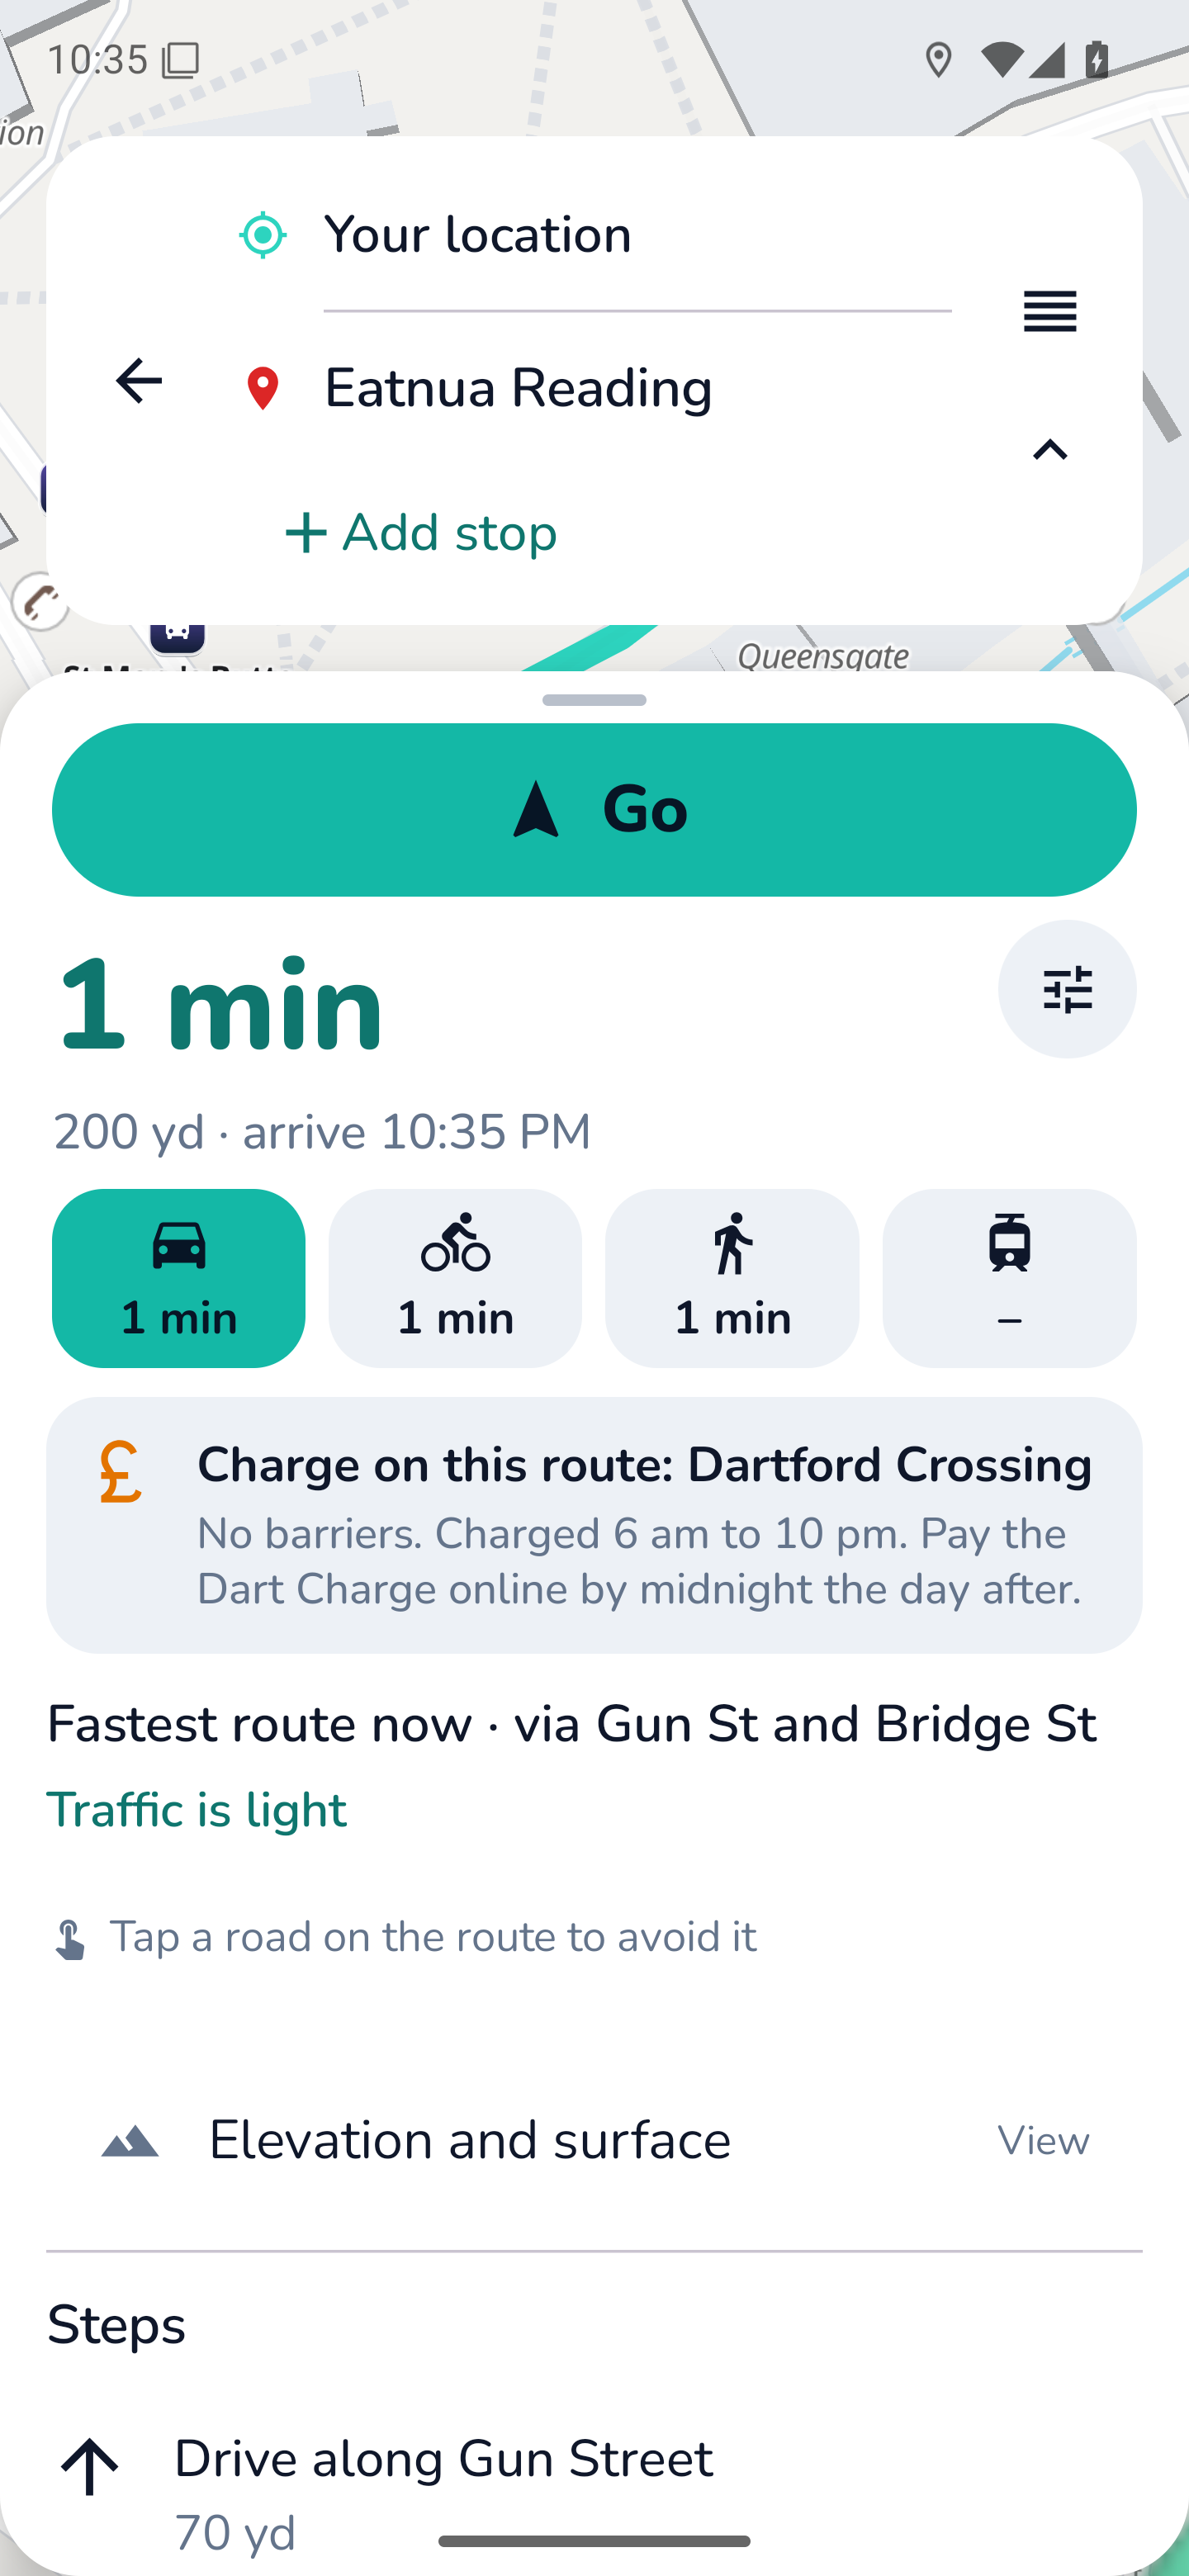 10:35
ion
Your location
Eatnua Reading
Add stop
Queensgate
Go
1 min
200 yd · arrive 10:35 PM
1 min
1 min
1 min
–
£
Charge on this route: Dartford Crossing
No barriers. Charged 6 am to 10 pm. Pay the
Dart Charge online by midnight the day after.
Fastest route now · via Gun St and Bridge St
Traffic is light
Tap a road on the route to avoid it
Elevation and surface
View
Steps
Drive along Gun Street
70 yd